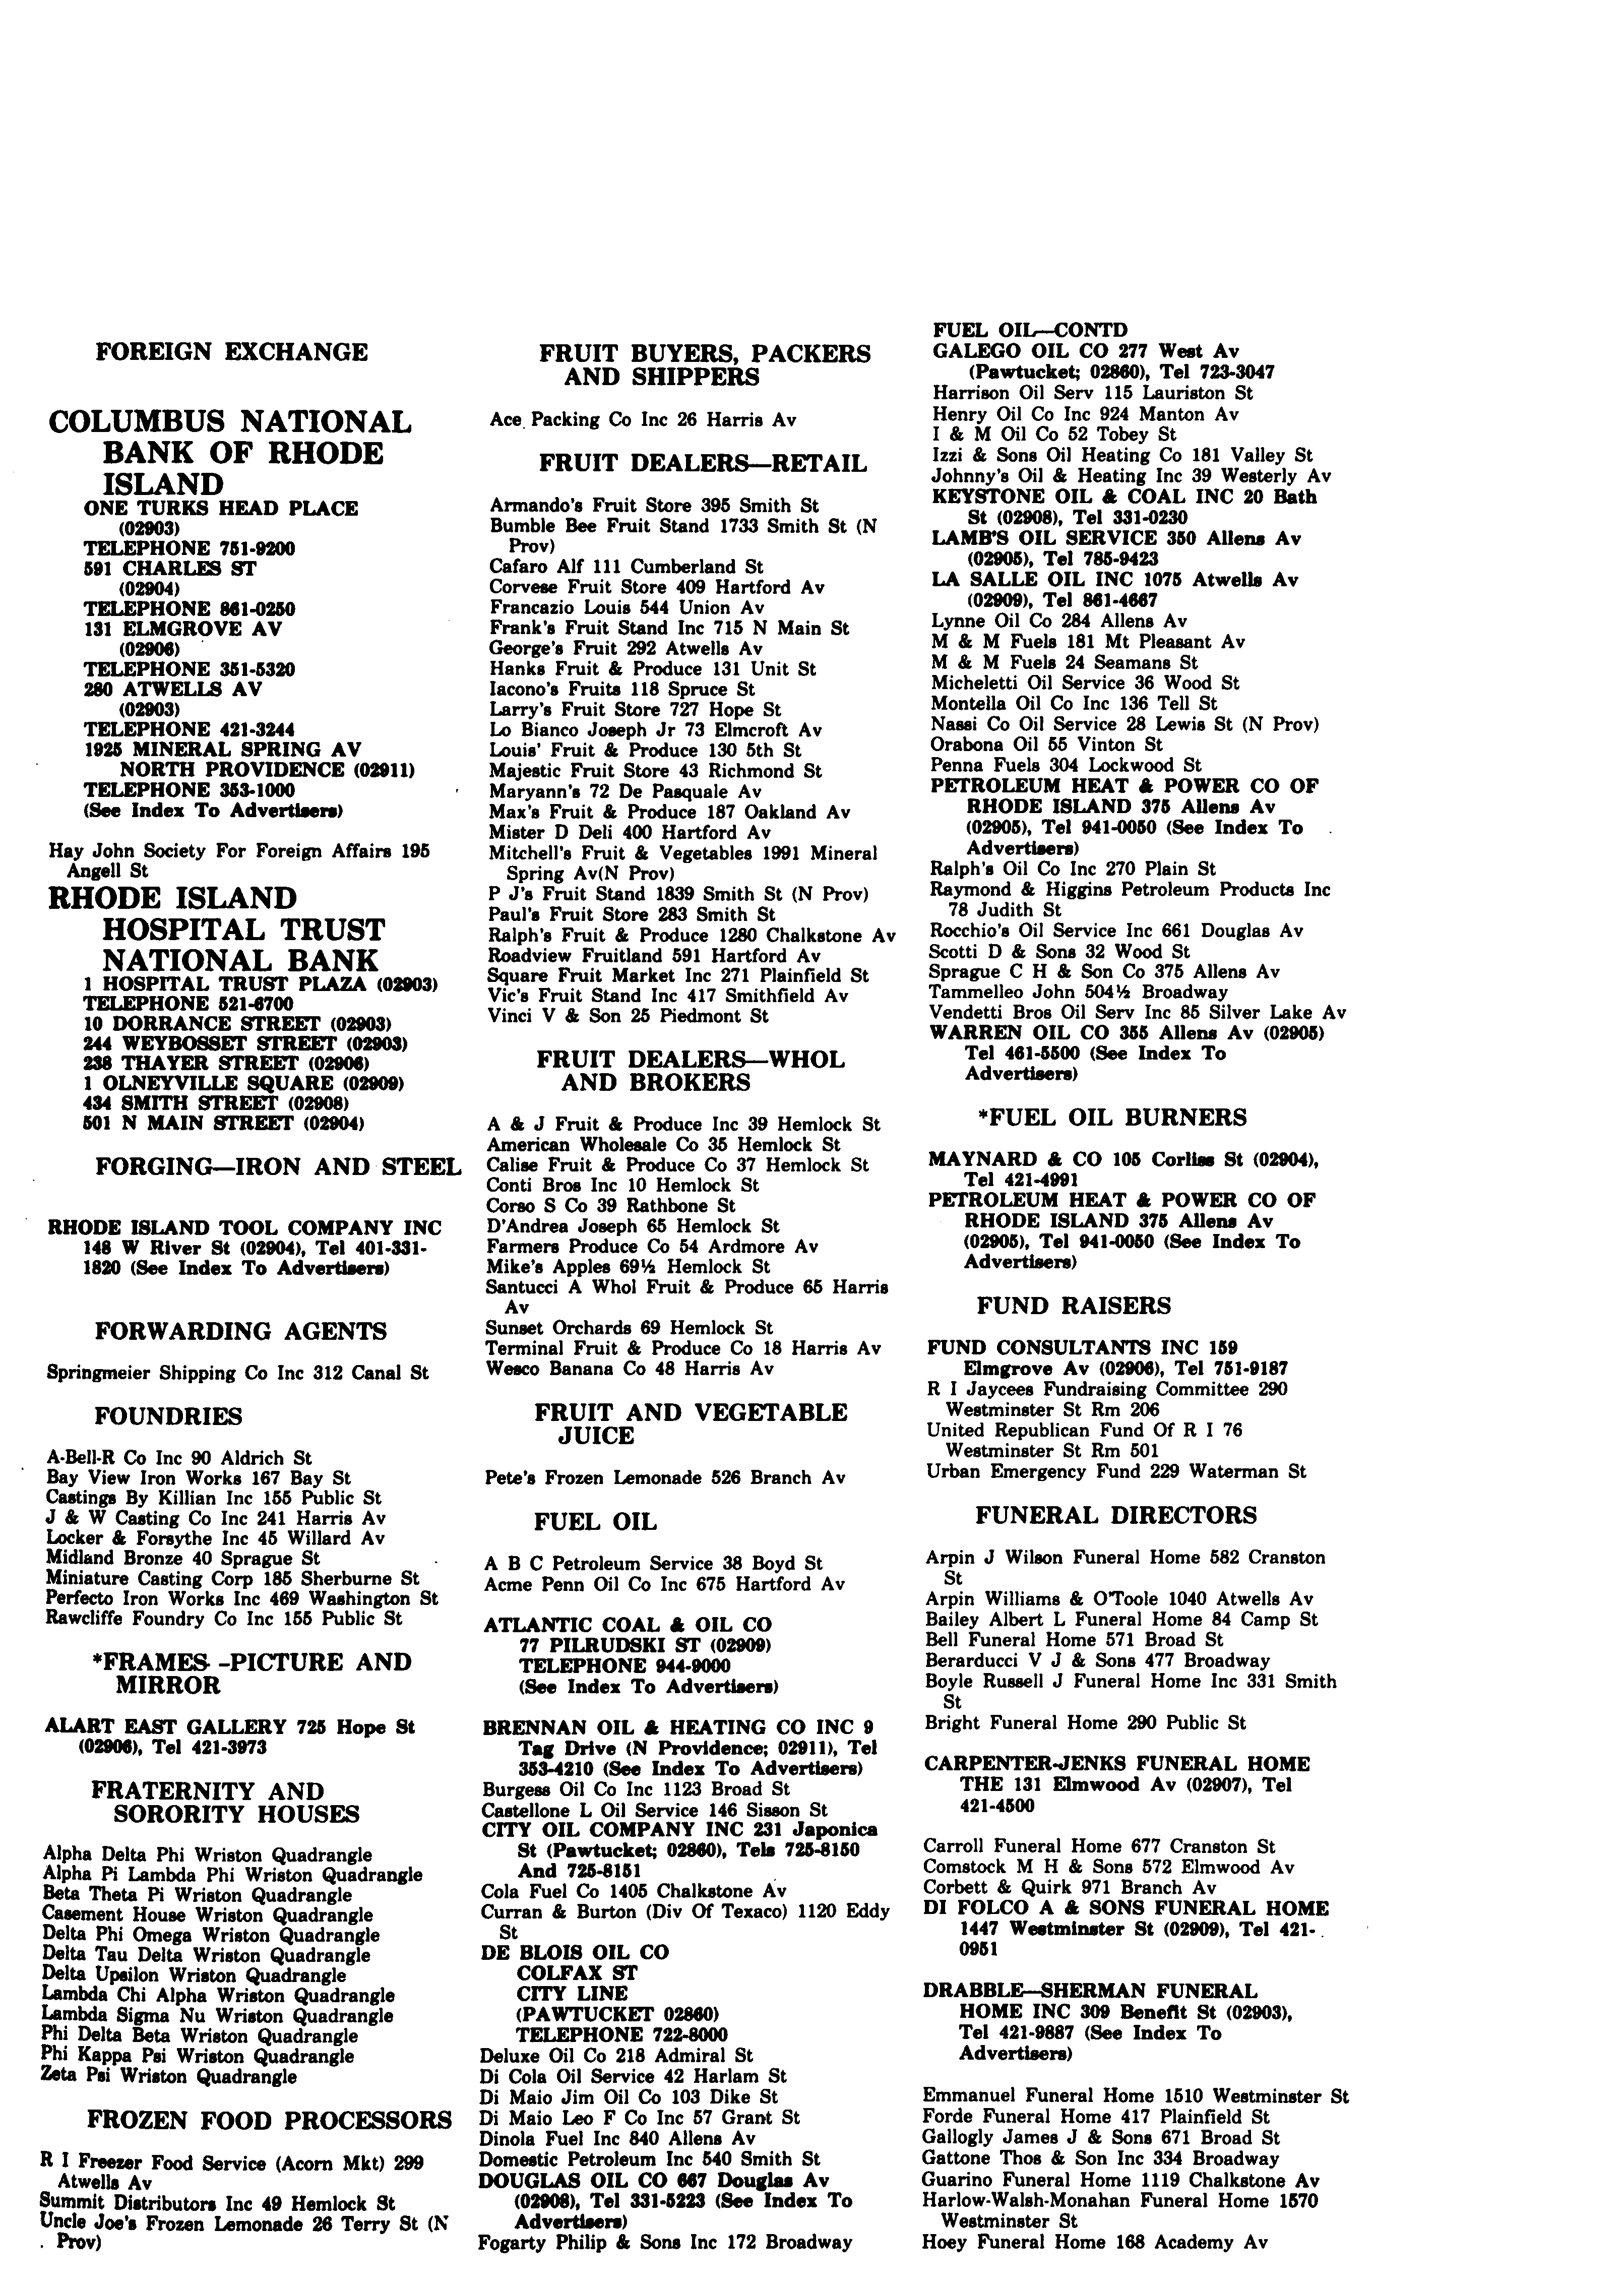 FOREIGN EXCHANGE
COLUMBUS NATIONAL
BANK OF RHODE
ISLAND
ONE TURKS HEAD PLACE
(02903)
TELEPHONE 751-9200
591 CHARLES ST
(02904)
TELEPHONE 861-0250
131 ELMGROVE AV
(02906)
TELEPHONE 351-5320
280 ATWELLS AV
(02903)
TELEPHONE 421-3244
1925 MINERAL SPRING AV
NORTH PROVIDENCE (02911)
TELEPHONE 353-1000
(See Index To Advertisers)
Hay John Society For Foreign Affairs 195
Angell St
RHODE ISLAND
HOSPITAL TRUST
NATIONAL BANK
1 HOSPITAL TRUST PLAZA (02903)
TELEPHONE 521-6700
10 DORRANCE STREET (02903)
244 WEYBOSSET STREET (02903)
238 THAYER STREET (02906)
1 OLNEYVILLE SQUARE (02909)
434 SMITH STREET (02908)
501 N MAIN STREET (02904)
FORGING—IRON AND STEEL
RHODE ISLAND TOOL COMPANY INC
148 W River St (02904), Tel 401-331-
1820 (See Index To Advertisers)
FORWARDING AGENTS
Springmeier Shipping Co Inc 312 Canal St
FOUNDRIES
A-Bell-R Co Inc 90 Aldrich St
Bay View Iron Works 167 Bay St
Castings By Killian Inc 155 Public St
J & W Casting Co Inc 241 Harris Av
Locker & Forsythe Inc 45 Willard Av
Midland Bronze 40 Sprague St
Miniature Casting Corp 185 Sherburne St
Perfecto Iron Works Inc 469 Washington St
Rawcliffe Foundry Co Inc 155 Public St
*FRAMES--PICTURE AND
MIRROR
ALART EAST GALLERY 725 Hope St
(02906), Tel 421-3973
FRATERNITY AND
SORORITY HOUSES
Alpha Delta Phi Wriston Quadrangle
Alpha Pi Lambda Phi Wriston Quadrangle
Beta Theta Pi Wriston Quadrangle
Casement House Wriston Quadrangle
Delta Phi Omega Wriston Quadrangle
Delta Tau Delta Wriston Quadrangle
Delta Upsilon Wriston Quadrangle
Lambda Chi Alpha Wriston Quadrangle
Lambda Sigma Nu Wriston Quadrangle
Phi Delta Beta Wriston Quadrangle
Phi Kappa Psi Wriston Quadrangle
Zeta Psi Wriston Quadrangle
FROZEN FOOD PROCESSORS
R I Freezer Food Service (Acorn Mkt) 299
Atwells Av
Summit Distributors Inc 49 Hemlock St
Uncle Joe's Frozen Lemonade 26 Terry St (N
Prov)
FRUIT BUYERS, PACKERS
AND SHIPPERS
Ace Packing Co Inc 26 Harris Av
FRUIT DEALERS—RETAIL
Armando's Fruit Store 395 Smith St
Bumble Bee Fruit Stand 1733 Smith St (N
Prov)
Cafaro Alf 111 Cumberland St
Corvese Fruit Store 409 Hartford Av
Francazio Louis 544 Union Av
Frank's Fruit Stand Inc 715 N Main St
George's Fruit 292 Atwells Av
Hanks Fruit & Produce 131 Unit St
Iacono's Fruits 118 Spruce St
Larry's Fruit Store 727 Hope St
Lo Bianco Joseph Jr 73 Elmcroft Av
Louis' Fruit & Produce 130 5th St
Majestic Fruit Store 43 Richmond St
Maryann's 72 De Pasquale Av
Max's Fruit & Produce 187 Oakland Av
Mister D Deli 400 Hartford Av
Mitchell's Fruit & Vegetables 1991 Mineral
Spring Av(N Prov)
P J's Fruit Stand 1839 Smith St (N Prov)
Paul's Fruit Store 283 Smith St
Ralph's Fruit & Produce 1280 Chalkstone Av
Roadview Fruitland 591 Hartford Av
Square Fruit Market Inc 271 Plainfield St
Vic's Fruit Stand Inc 417 Smithfield Av
Vinci V & Son 25 Piedmont St
FRUIT DEALERS—WHOL
AND BROKERS
A & J Fruit & Produce Inc 39 Hemlock St
American Wholesale Co 35 Hemlock St
Calise Fruit & Produce Co 37 Hemlock St
Conti Bros Inc 10 Hemlock St
Corso S Co 39 Rathbone St
D'Andrea Joseph 65 Hemlock St
Farmers Produce Co 54 Ardmore Av
Mike's Apples 69½ Hemlock St
Santucci A Whol Fruit & Produce 65 Harris
Av
Sunset Orchards 69 Hemlock St
Terminal Fruit & Produce Co 18 Harris Av
Wesco Banana Co 48 Harris Av
FRUIT AND VEGETABLE
JUICE
Pete's Frozen Lemonade 526 Branch Av
FUEL OIL
A B C Petroleum Service 38 Boyd St
Acme Penn Oil Co Inc 675 Hartford Av
ATLANTIC COAL & OIL CO
77 PILRUDSKI ST (02909)
TELEPHONE 944-9000
(See Index To Advertisers)
BRENNAN OIL & HEATING CO INC 9
Tag Drive (N Providence; 02911), Tel
353-4210 (See Index To Advertisers)
Burgess Oil Co Inc 1123 Broad St
Castellone L Oil Service 146 Sisson St
CITY OIL COMPANY INC 231 Japonica
St (Pawtucket; 02860), Tels 725-8150
And 725-8151
Cola Fuel Co 1405 Chalkstone Av
Curran & Burton (Div Of Texaco) 1120 Eddy
St
DE BLOIS OIL CO
COLFAX ST
CITY LINE
(PAWTUCKET 02860)
TELEPHONE 722-8000
Deluxe Oil Co 218 Admiral St
Di Cola Oil Service 42 Harlam St
Di Maio Jim Oil Co 103 Dike St
Di Maio Leo F Co Inc 57 Grant St
Dinola Fuel Inc 840 Allens Av
Domestic Petroleum Inc 540 Smith St
DOUGLAS OIL CO 667 Douglas Av
(02908), Tel 331-5223 (See Index To
Advertisers)
Fogarty Philip & Sons Inc 172 Broadway
FUEL OIL—CONTD
GALEGO OIL CO 277 West Av
(Pawtucket; 02860), Tel 723-3047
Harrison Oil Serv 115 Lauriston St
Henry Oil Co Inc 924 Manton Av
I & M Oil Co 52 Tobey St
Izzi & Sons Oil Heating Co 181 Valley St
Johnny's Oil & Heating Inc 39 Westerly Av
KEYSTONE OIL & COAL INC 20 Bath
St (02908), Tel 331-0230
LAMB'S OIL SERVICE 350 Allens Av
(02905), Tel 785-9423
LA SALLE OIL INC 1075 Atwells Av
(02909), Tel 861-4667
Lynne Oil Co 284 Allens Av
M & M Fuels 181 Mt Pleasant Av
M & M Fuels 24 Seamans St
Micheletti Oil Service 36 Wood St
Montella Oil Co Inc 136 Tell St
Nassi Co Oil Service 28 Lewis St (N Prov)
Orabona Oil 55 Vinton St
Penna Fuels 304 Lockwood St
PETROLEUM HEAT & POWER CO OF
RHODE ISLAND 375 Allens Av
(02905), Tel 941-0050 (See Index To
Advertisers)
Ralph's Oil Co Inc 270 Plain St
Raymond & Higgins Petroleum Products Inc
78 Judith St
Rocchio's Oil Service Inc 661 Douglas Av
Scotti D & Sons 32 Wood St
Sprague C H & Son Co 375 Allens Av
Tammelleo John 504½ Broadway
Vendetti Bros Oil Serv Inc 85 Silver Lake Av
WARREN OIL CO 355 Allens Av (02905)
Tel 461-5500 (See Index To
Advertisers)
*FUEL OIL BURNERS
MAYNARD & CO 105 Corliss St (02904),
Tel 421-4991
PETROLEUM HEAT & POWER CO OF
RHODE ISLAND 375 Allens Av
(02905), Tel 941-0050 (See Index To
Advertisers)
FUND RAISERS
FUND CONSULTANTS INC 159
Elmgrove Av (02906), Tel 751-9187
R I Jaycees Fundraising Committee 290
Westminster St Rm 206
United Republican Fund Of R I 76
Westminster St Rm 501
Urban Emergency Fund 229 Waterman St
FUNERAL DIRECTORS
Arpin J Wilson Funeral Home 582 Cranston
St
Arpin Williams & O'Toole 1040 Atwells Av
Bailey Albert L Funeral Home 84 Camp St
Bell Funeral Home 571 Broad St
Berarducci V J & Sons 477 Broadway
Boyle Russell J Funeral Home Inc 331 Smith
St
Bright Funeral Home 290 Public St
CARPENTER-JENKS FUNERAL HOME
THE 131 Elmwood Av (02907), Tel
421-4500
Carroll Funeral Home 677 Cranston St
Comstock M H & Sons 572 Elmwood Av
Corbett & Quirk 971 Branch Av
DI FOLCO A & SONS FUNERAL HOME
1447 Westminster St (02909), Tel 421-
0951
DRABBLE—SHERMAN FUNERAL
HOME INC 309 Benefit St (02903),
Tel 421-9887 (See Index To
Advertisers)
Emmanuel Funeral Home 1510 Westminster St
Forde Funeral Home 417 Plainfield St
Gallogly James J & Sons 671 Broad St
Gattone Thos & Son Inc 334 Broadway
Guarino Funeral Home 1119 Chalkstone Av
Harlow-Walsh-Monahan Funeral Home 1570
Westminster St
Hoey Funeral Home 168 Academy Av